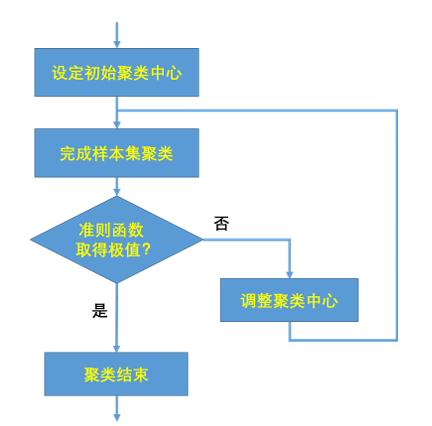 设定初始聚类中心
完成样本集聚类
准则函数
取得极值?
否
调整聚类中心
是
聚类结束